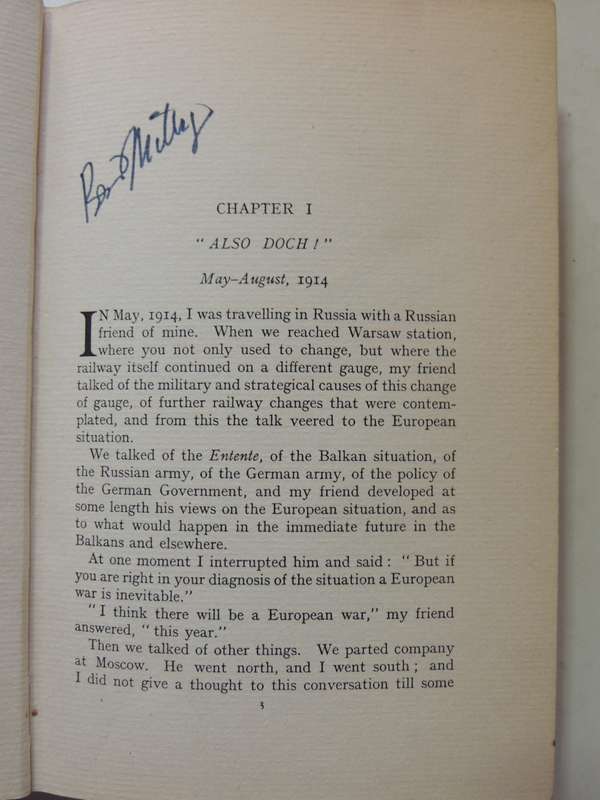 CHAPTER I
"ALSO DOCH!"
May–August, 1914
IN May, 1914, I was travelling in Russia with a Russian
friend of mine. When we reached Warsaw station,
where you not only used to change, but where the
railway itself continued on a different gauge, my friend
talked of the military and strategical causes of this change
of gauge, of further railway changes that were contem-
plated, and from this the talk veered to the European
situation.
We talked of the Entente, of the Balkan situation, of
the Russian army, of the German army, of the policy of
the German Government, and my friend developed at
some length his views on the European situation, and as
to what would happen in the immediate future in the
Balkans and elsewhere.
At one moment I interrupted him and said: "But if
you are right in your diagnosis of the situation a European
war is inevitable."
"I think there will be a European war," my friend
answered, "this year."
Then we talked of other things. We parted company
at Moscow. He went north, and I went south; and
I did not give a thought to this conversation till some
3